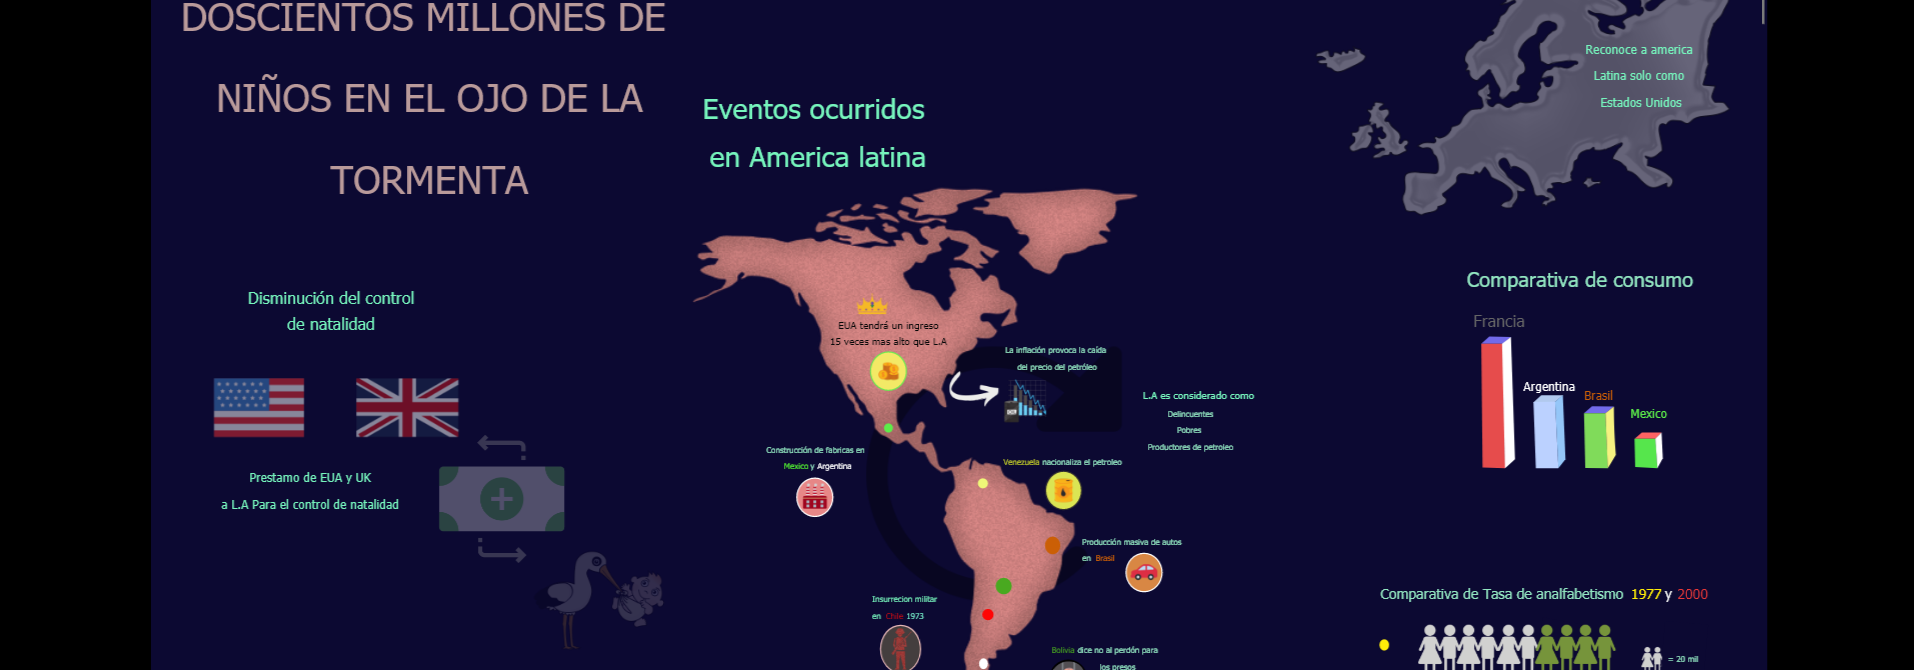 DOSCIENTOS MILLONES DE
NIÑOS EN EL OJO DE LA
TORMENTA
Disminución del control
de natalidad
Prestamo de EUA y UK
a L.A Para el control de natalidad
Eventos ocurridos
en America latina
EUA tendrá un ingreso
15 veces mas alto que L.A
La inflación provoca la caída
del precio del petróleo
L.A es considerado como
Delincuentes
Pobres
Productores de petroleo
Construcción de fabricas en
Mexico y Argentina
Venezuela nacionaliza el petroleo
Producción masiva de autos
en Brasil
Insurrecion militar
en Chile 1973
Bolivia dice no al perdón para
los presos
Reconoce a america
Latina solo como
Estados Unidos
Comparativa de consumo
Francia
Argentina
Brasil
Mexico
Comparativa de Tasa de analfabetismo 1977 y 2000
= 20 mil